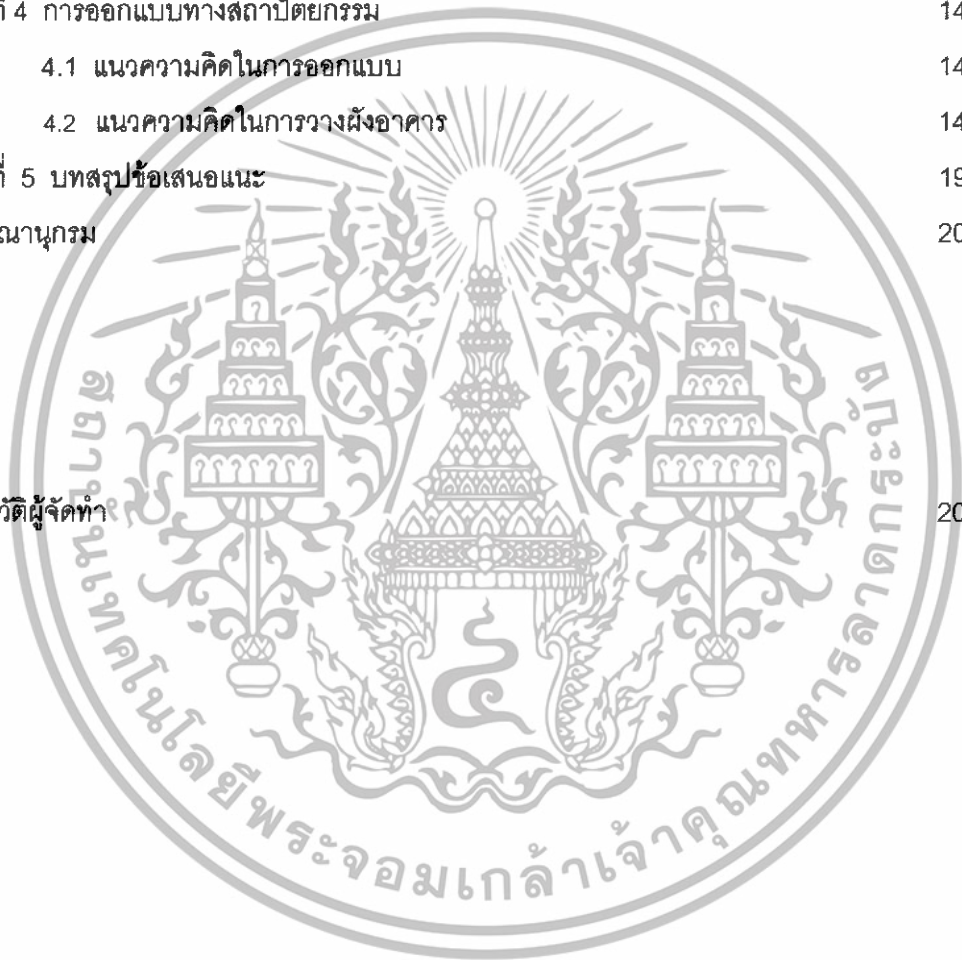 ที่ 4 การออกแบบทางสถาปัตยกรรม 14
4.1 แนวความคิดในการออกแบบ 14
4.2 แนวความคิดในการวางผังอาคาร 14
ที่ 5 บทสรุปข้อเสนอแนะ 19
ณานุกรม 20
วัติผู้จัดทำ 20
สถาบันเทคโนโลยีพระจอมเกล้าเจ้าคุณทหารลาดกระบัง